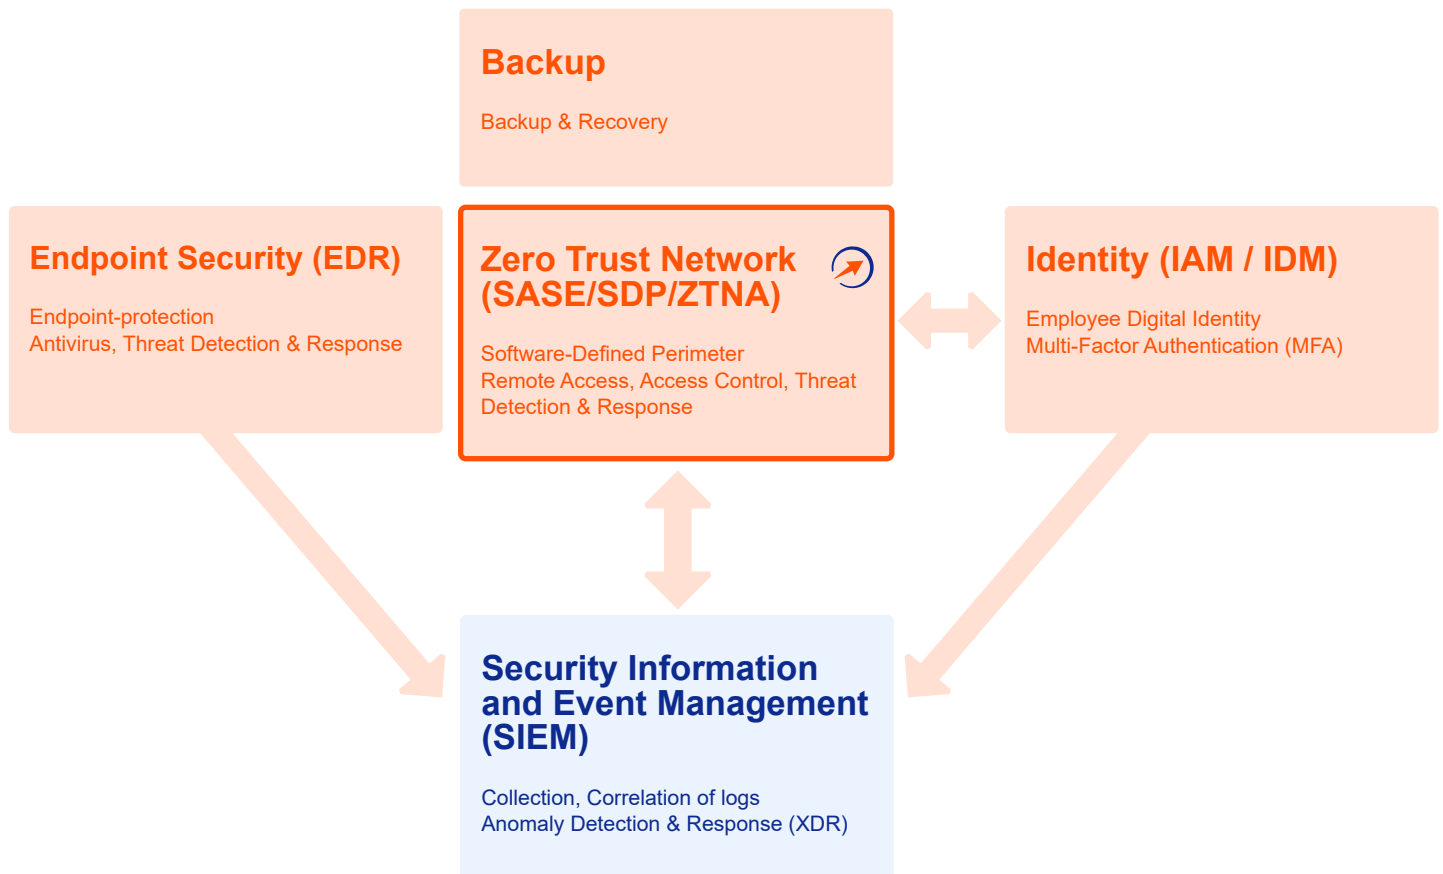 Backup
Backup & Recovery
Endpoint Security (EDR)
Endpoint-protection
Antivirus, Threat Detection & Response
Zero Trust Network
(SASE/SDP/ZTNA)
Software-Defined Perimeter
Remote Access, Access Control, Threat
Detection & Response
Identity (IAM / IDM)
Employee Digital Identity
Multi-Factor Authentication (MFA)
Security Information
and Event Management
(SIEM)
Collection, Correlation of logs
Anomaly Detection & Response (XDR)